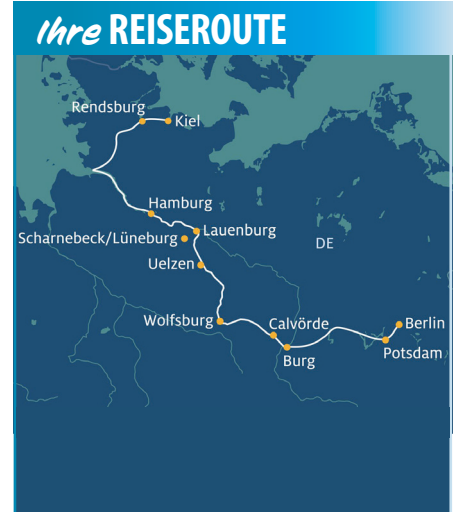 Ihre REISEROUTE
Rendsburg
Kiel
Hamburg
Scharnebeck/Lüneburg
Lauenburg
DE
Uelzen
Wolfsburg
Calvörde
Berlin
Burg
Potsdam